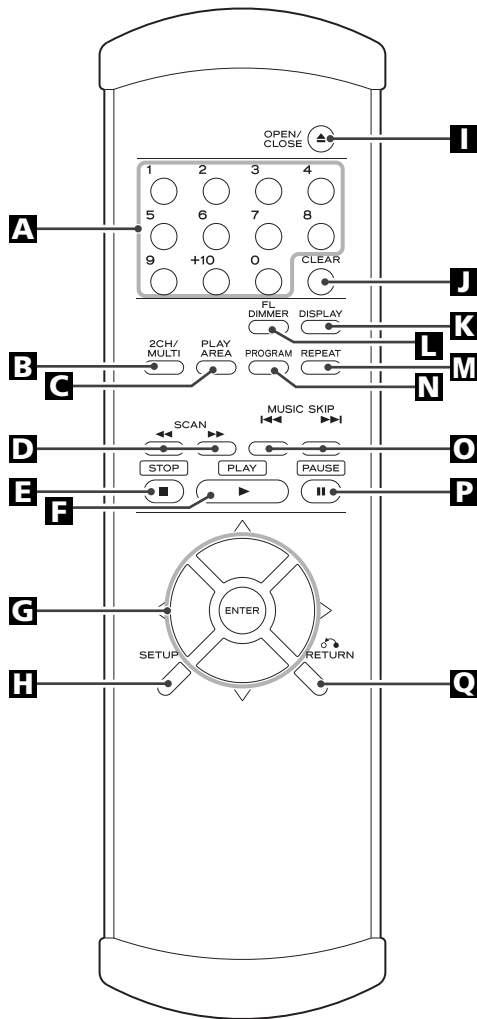 OPEN/
CLOSE
I
1 2 3 4
A
5 6 7 8
9 +10 0 CLEAR
J
FL
DIMMER DISPLAY
K
L
2CH/
MULTI PLAY
AREA PROGRAM REPEAT
B
C
M
N
SCAN MUSIC SKIP
D
O
STOP PLAY PAUSE
E
F
P
G
ENTER
SETUP RETURN
H
Q